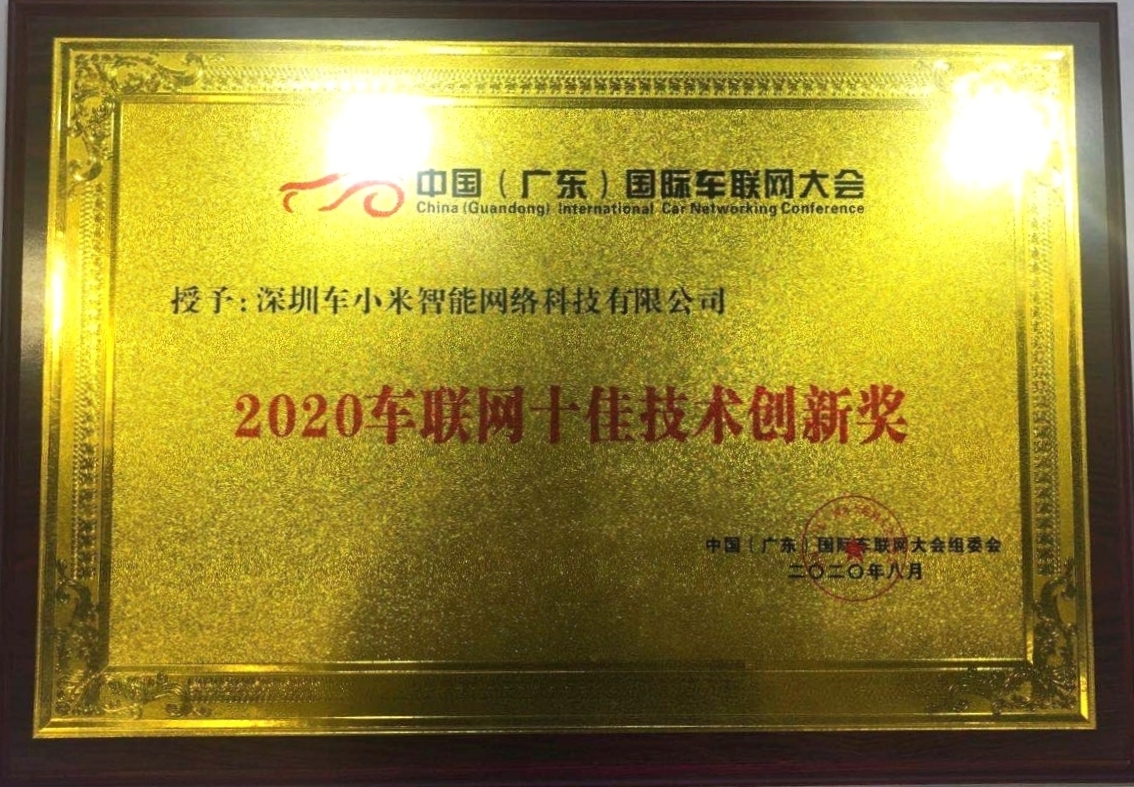 中国（广东）国际车联网大会
China (Guandong) International Car Networking Conference
授予：深圳车小米智能网络科技有限公司
2020车联网十佳技术创新奖
中国（广东）国际车联网大会组委会
二〇二〇年八月